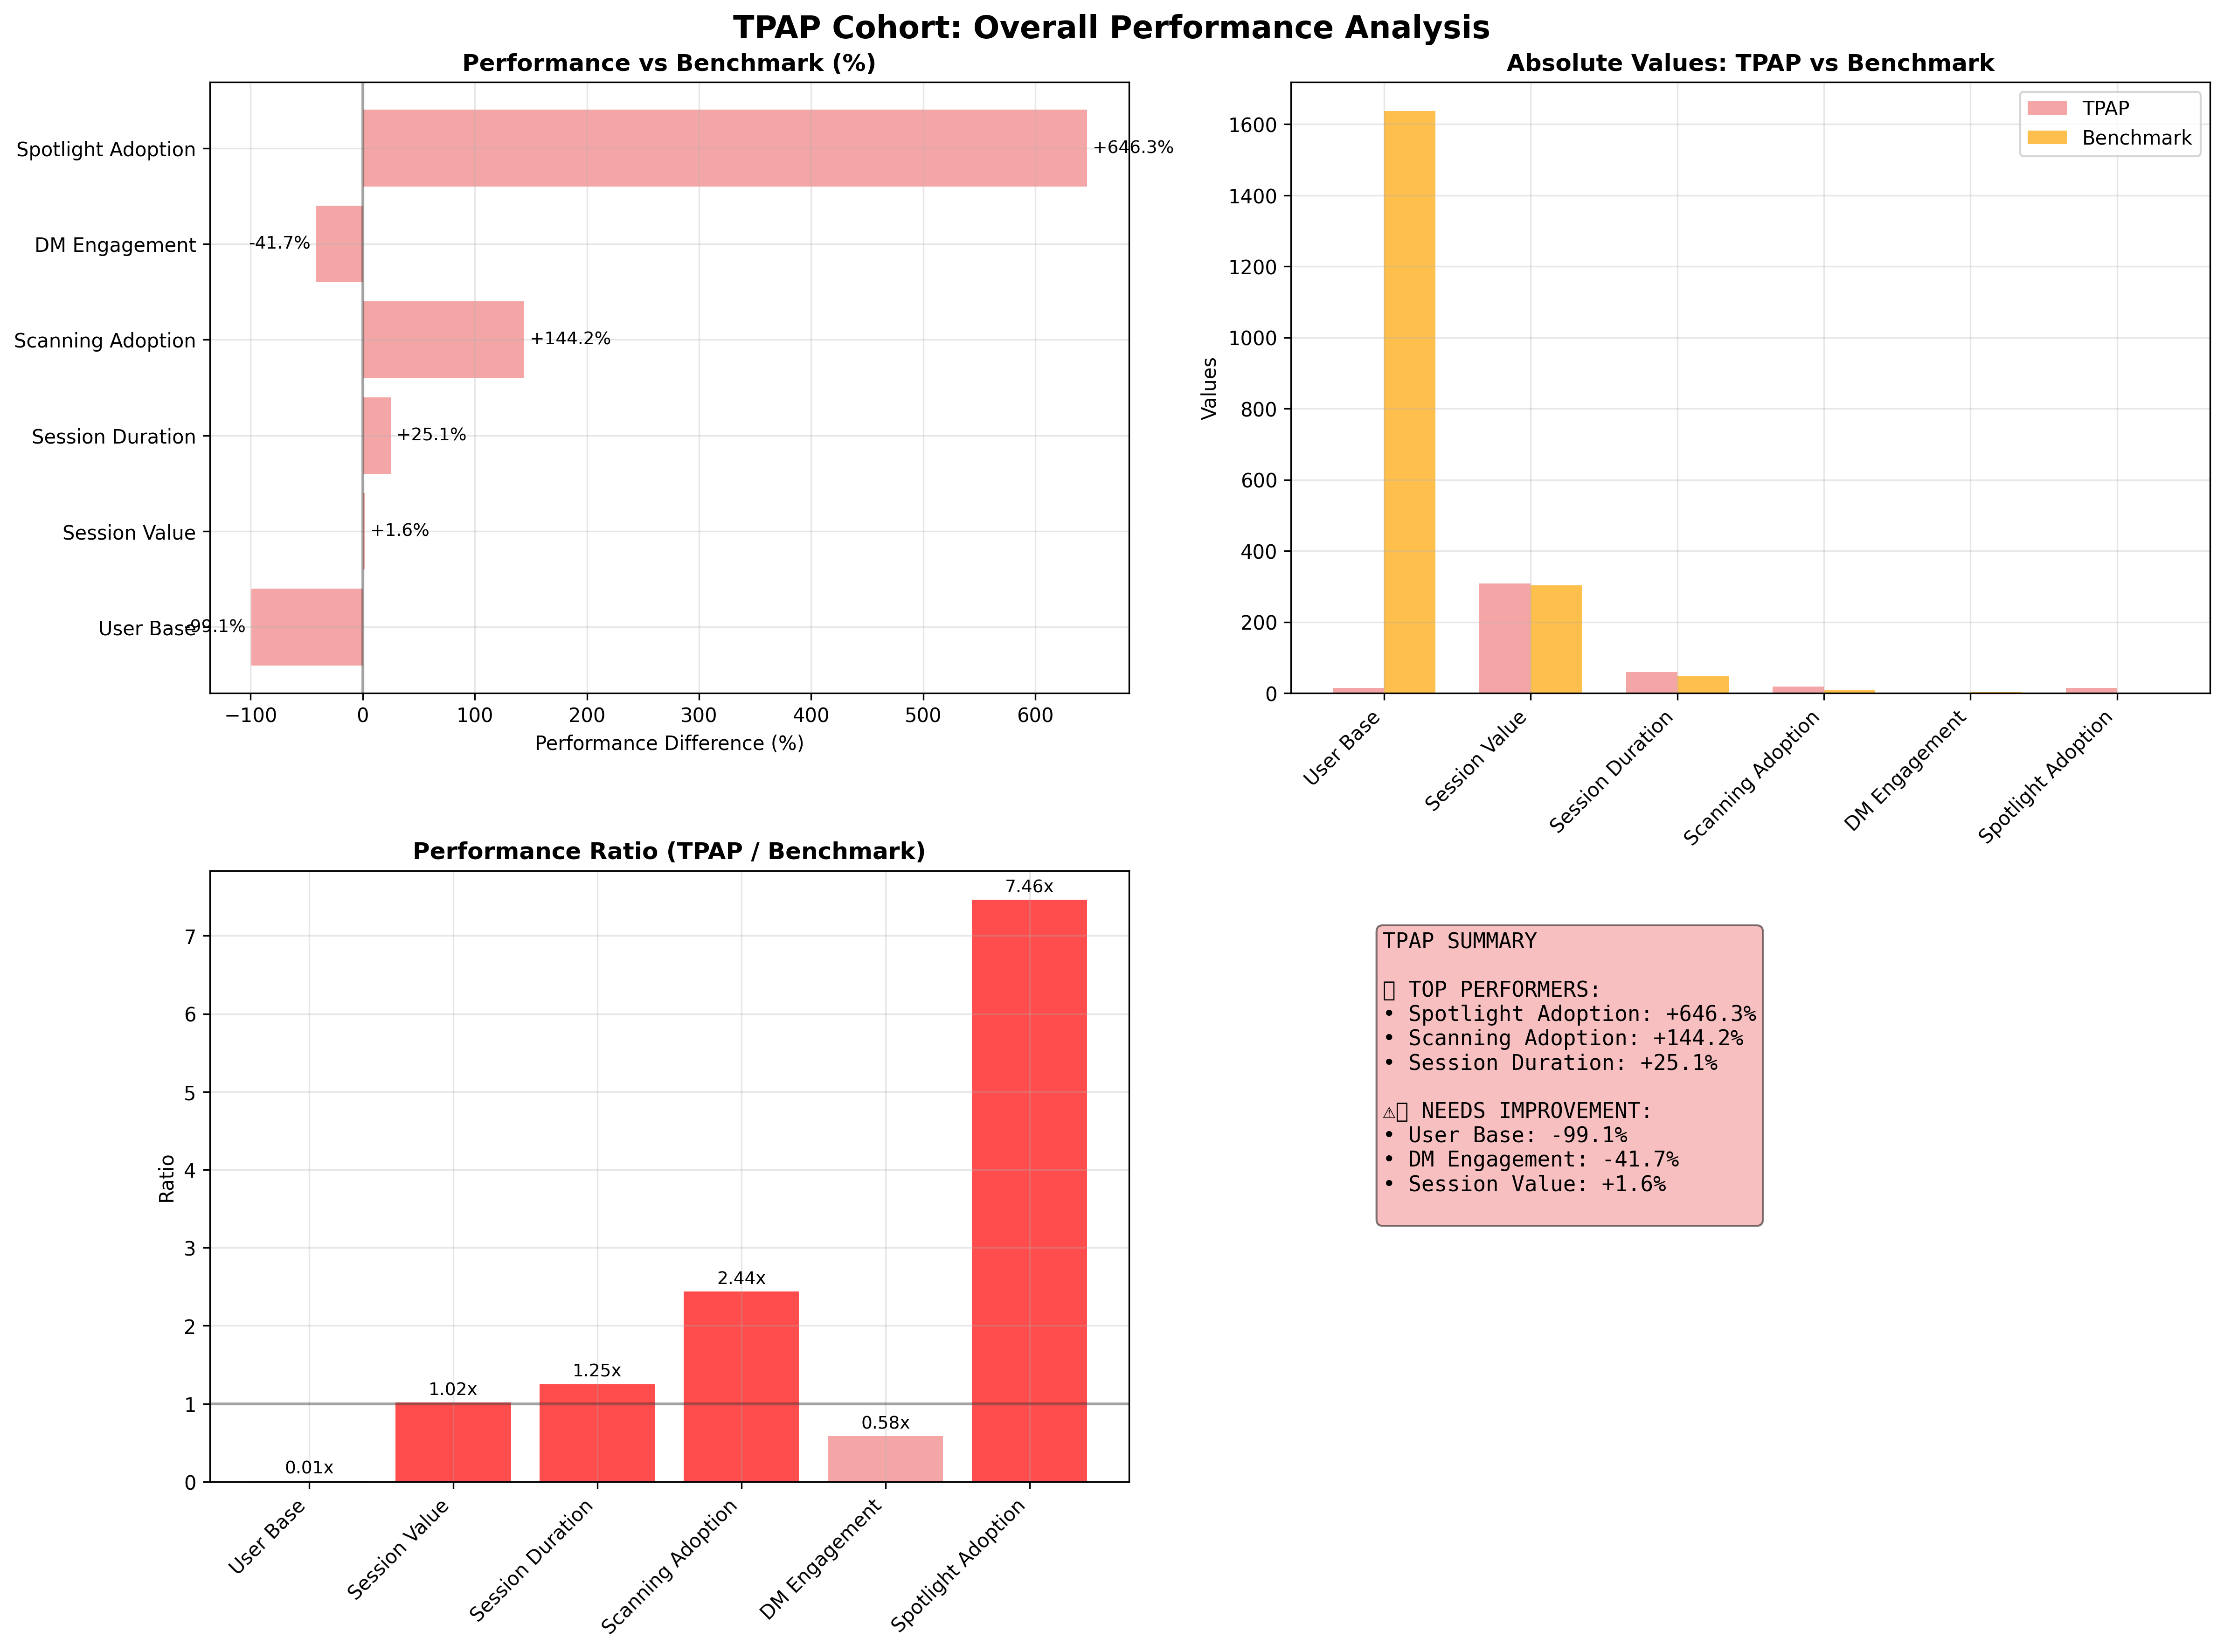 TPAP Cohort: Overall Performance Analysis
Performance vs Benchmark (%)
Spotlight Adoption
+646.3%
DM Engagement
-41.7%
Scanning Adoption
+144.2%
Session Duration
+25.1%
Session Value
+1.6%
User Base
-99.1%
−100 0 100 200 300 400 500 600
Performance Difference (%)
Absolute Values: TPAP vs Benchmark
TPAP
Benchmark
1600
1400
1200
1000
800
600
400
200
0
Values
User Base
Session Value
Session Duration
Scanning Adoption
DM Engagement
Spotlight Adoption
Performance Ratio (TPAP / Benchmark)
7
6
5
4
3
2
1
0
Ratio
0.01x
1.02x
1.25x
2.44x
0.58x
7.46x
User Base
Session Value
Session Duration
Scanning Adoption
DM Engagement
Spotlight Adoption
TPAP SUMMARY
TOP PERFORMERS:
• Spotlight Adoption: +646.3%
• Scanning Adoption: +144.2%
• Session Duration: +25.1%
⚠ NEEDS IMPROVEMENT:
• User Base: -99.1%
• DM Engagement: -41.7%
• Session Value: +1.6%